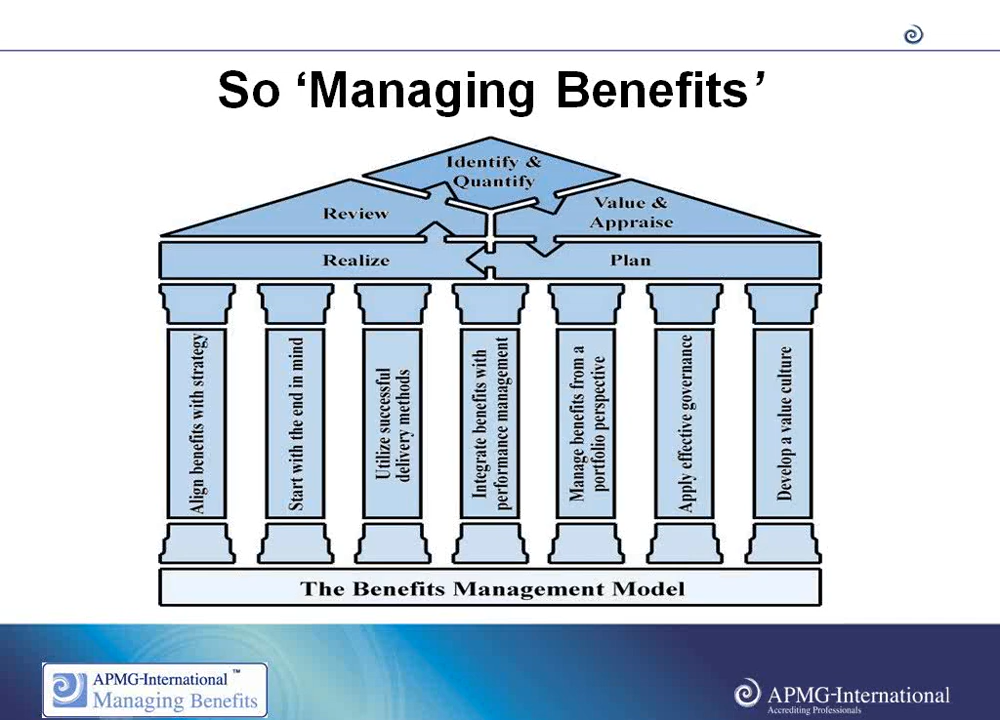 So ‘Managing Benefits’
Identify &
Quantify
Review
Value &
Appraise
Realize
Plan
Align benefits with strategy
Start with the end in mind
Utilize successful
delivery methods
Integrate benefits with
performance management
Manage benefits from a
portfolio perspective
Apply effective governance
Develop a value culture
The Benefits Management Model
APMG-International™
Managing Benefits
APMG-International
Accrediting Professionals